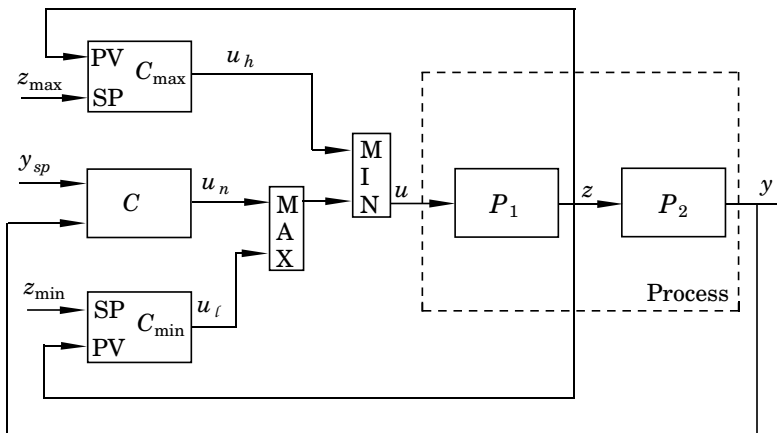 PV
C_max
z_max
SP
u_h
y_sp
C
u_n
M
A
X
M
I
N
u
P_1
z
P_2
y
z_min
SP
C_min
PV
u_l
Process